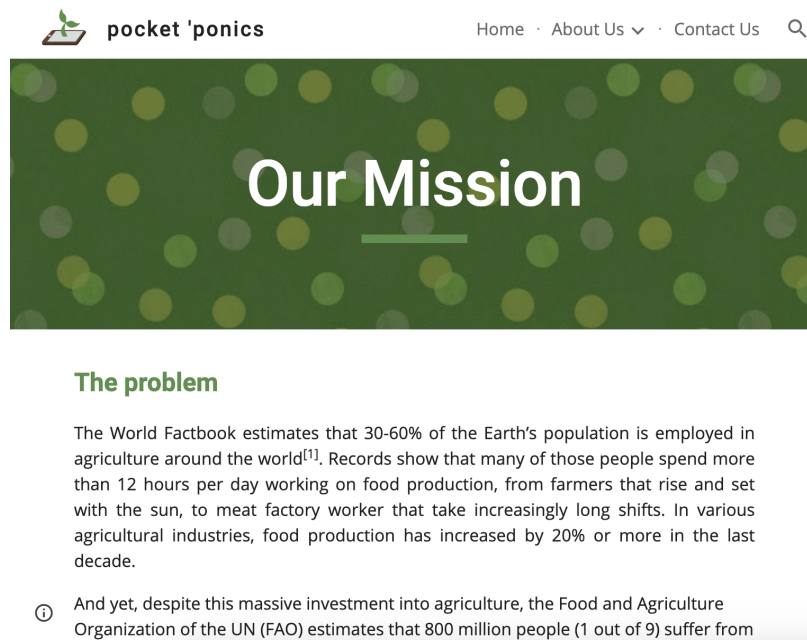 pocket 'ponics
Home · About Us · Contact Us
Our Mission
The problem
The World Factbook estimates that 30-60% of the Earth’s population is employed in
agriculture around the world[1]. Records show that many of those people spend more
than 12 hours per day working on food production, from farmers that rise and set
with the sun, to meat factory worker that take increasingly long shifts. In various
agricultural industries, food production has increased by 20% or more in the last
decade.
And yet, despite this massive investment into agriculture, the Food and Agriculture
Organization of the UN (FAO) estimates that 800 million people (1 out of 9) suffer from